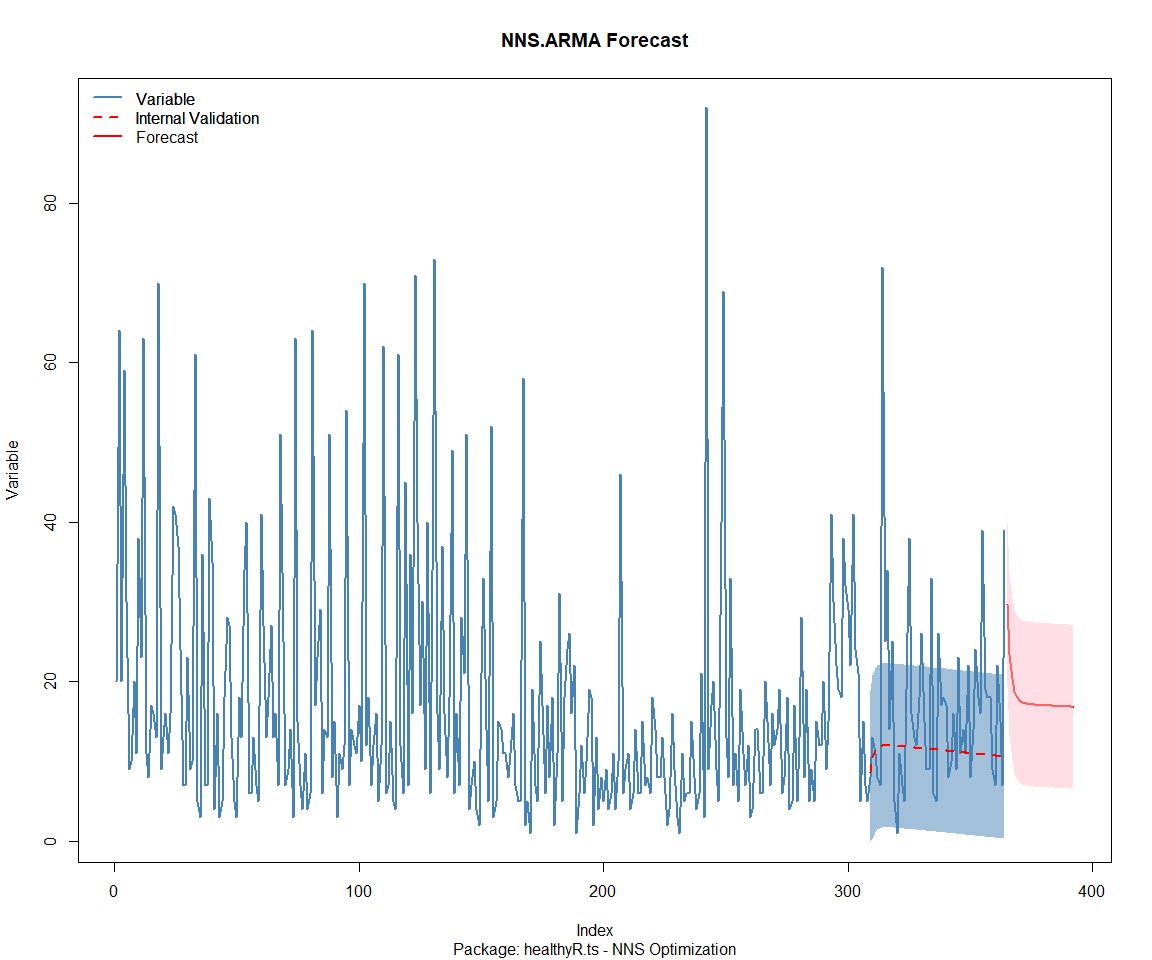 NNS.ARMA Forecast
Variable
Internal Validation
Forecast
Variable
80
60
40
20
0
0 100 200 300 400
Index
Package: healthyR.ts - NNS Optimization